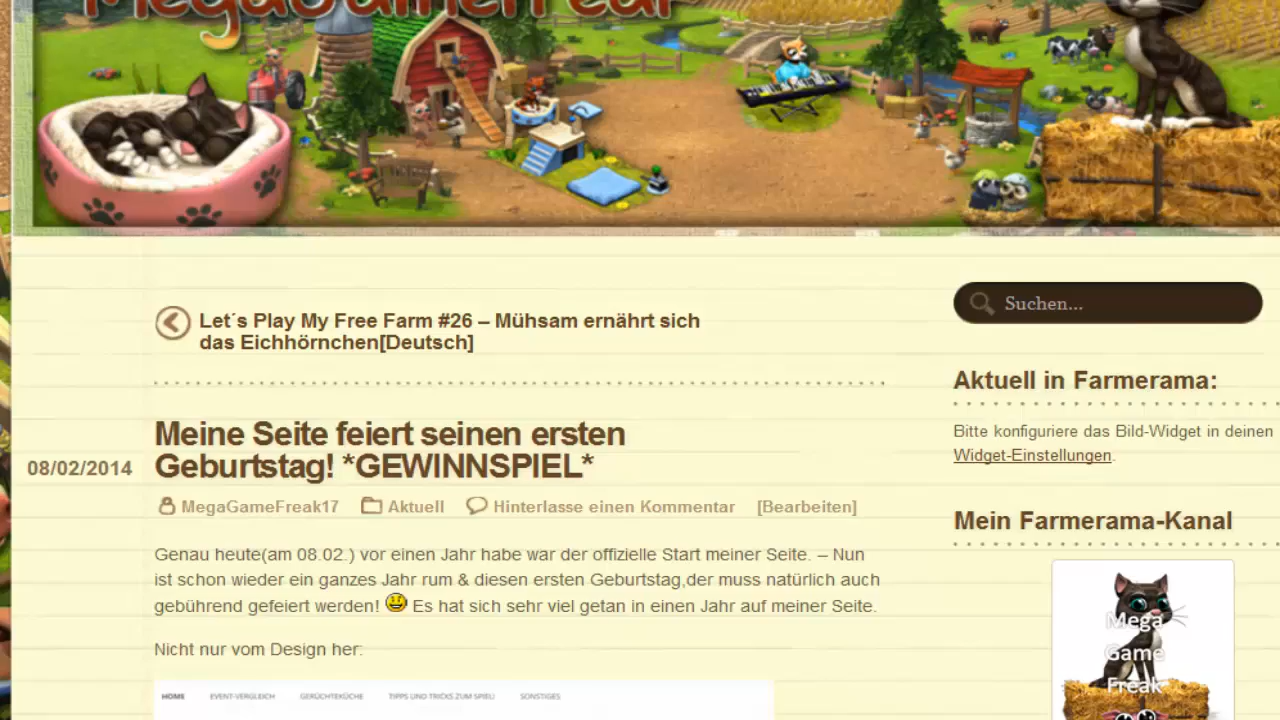 MegaGameFreak
Let´s Play My Free Farm #26 – Mühsam ernährt sich
das Eichhörnchen[Deutsch]
Suchen...
Aktuell in Farmerama:
Bitte konfiguriere das Bild-Widget in deinen
Widget-Einstellungen.
Mein Farmerama-Kanal
Mega
Game
Freak
08/02/2014
Meine Seite feiert seinen ersten
Geburtstag! *GEWINNSPIEL*
MegaGameFreak17 Aktuell Hinterlasse einen Kommentar [Bearbeiten]
Genau heute(am 08.02.) vor einen Jahr habe war der offizielle Start meiner Seite. – Nun
ist schon wieder ein ganzes Jahr rum & diesen ersten Geburtstag,der muss natürlich auch
gebührend gefeiert werden! Es hat sich sehr viel getan in einen Jahr auf meiner Seite.
Nicht nur vom Design her:
HOME EVENT-VERGLEICH GERÜCHTEKÜCHE TIPPS UND TRICKS ZUM SPIEL! SONSTIGES